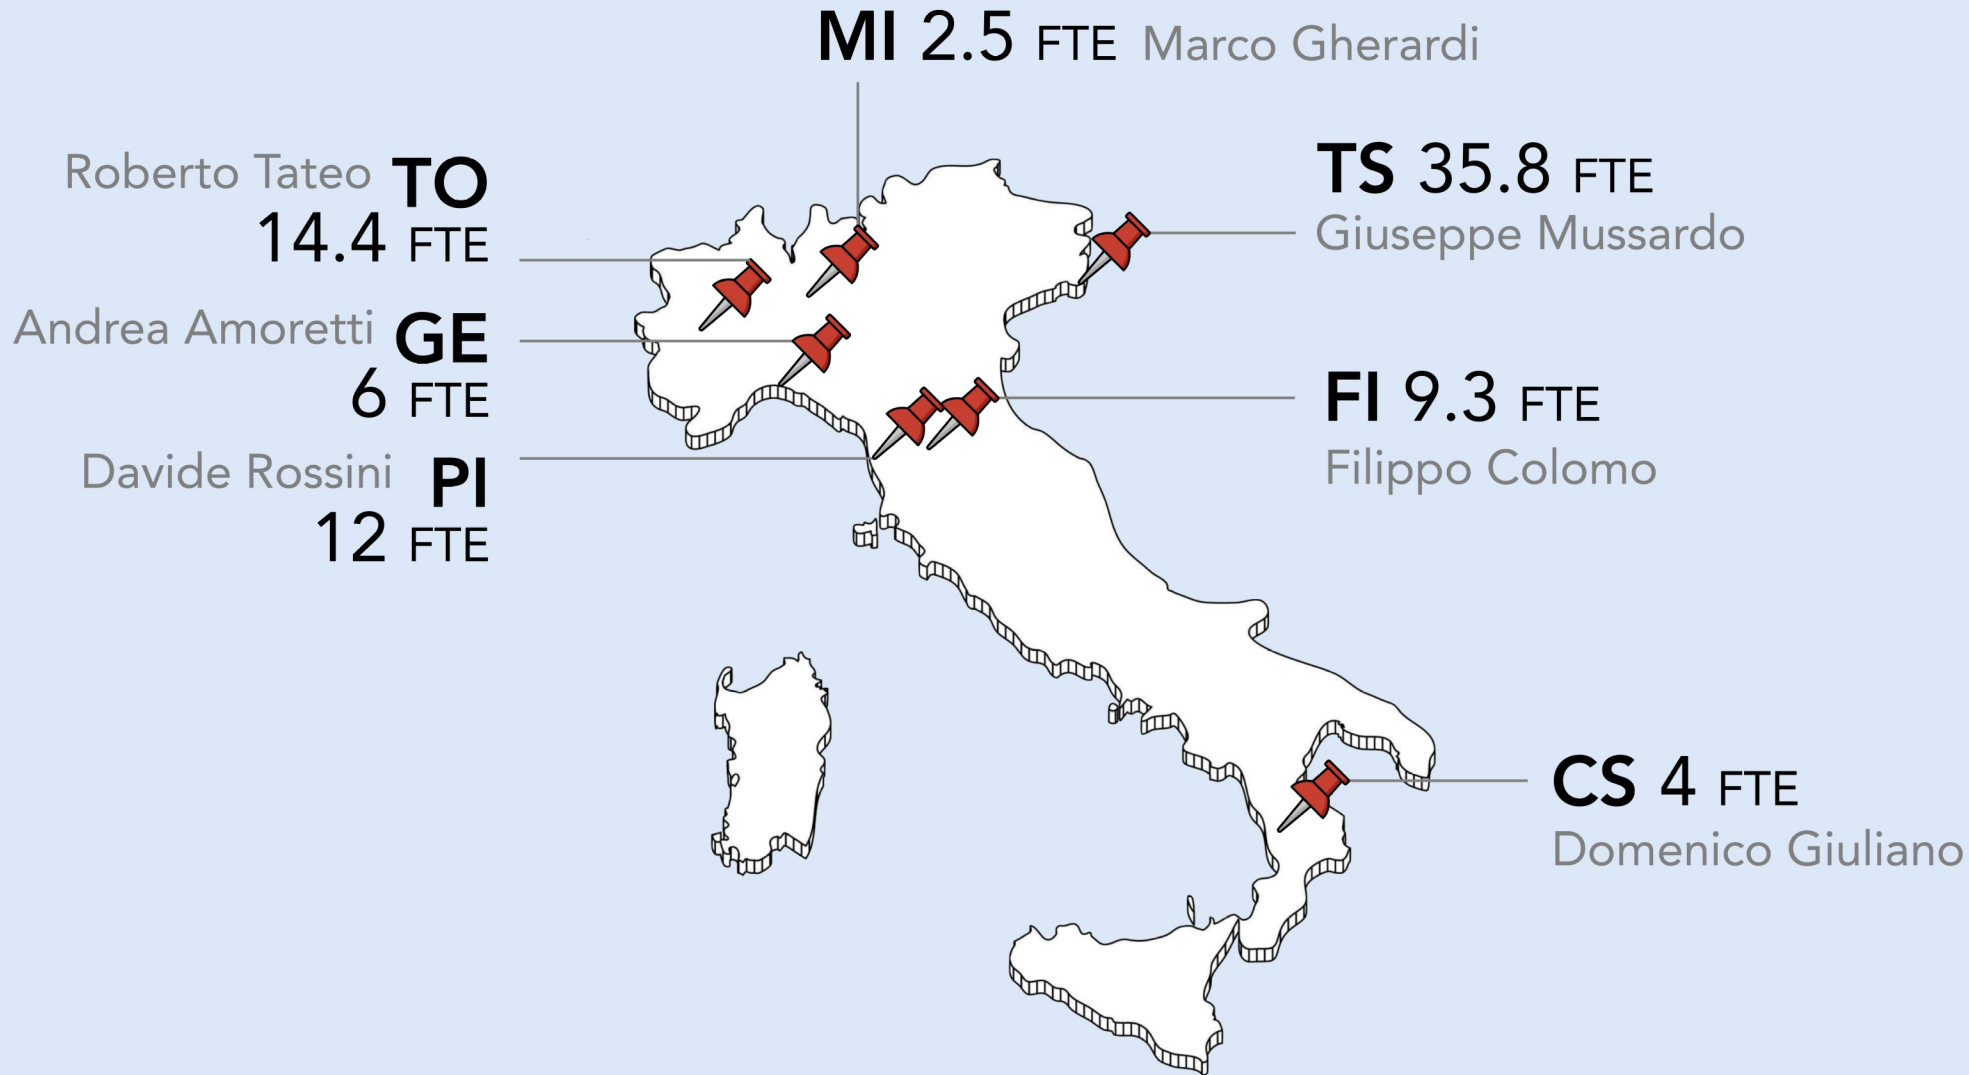 MI 2.5 FTE Marco Gherardi
Roberto Tateo TO
14.4 FTE
Andrea Amoretti GE
6 FTE
Davide Rossini PI
12 FTE
TS 35.8 FTE
Giuseppe Mussardo
FI 9.3 FTE
Filippo Colomo
CS 4 FTE
Domenico Giuliano